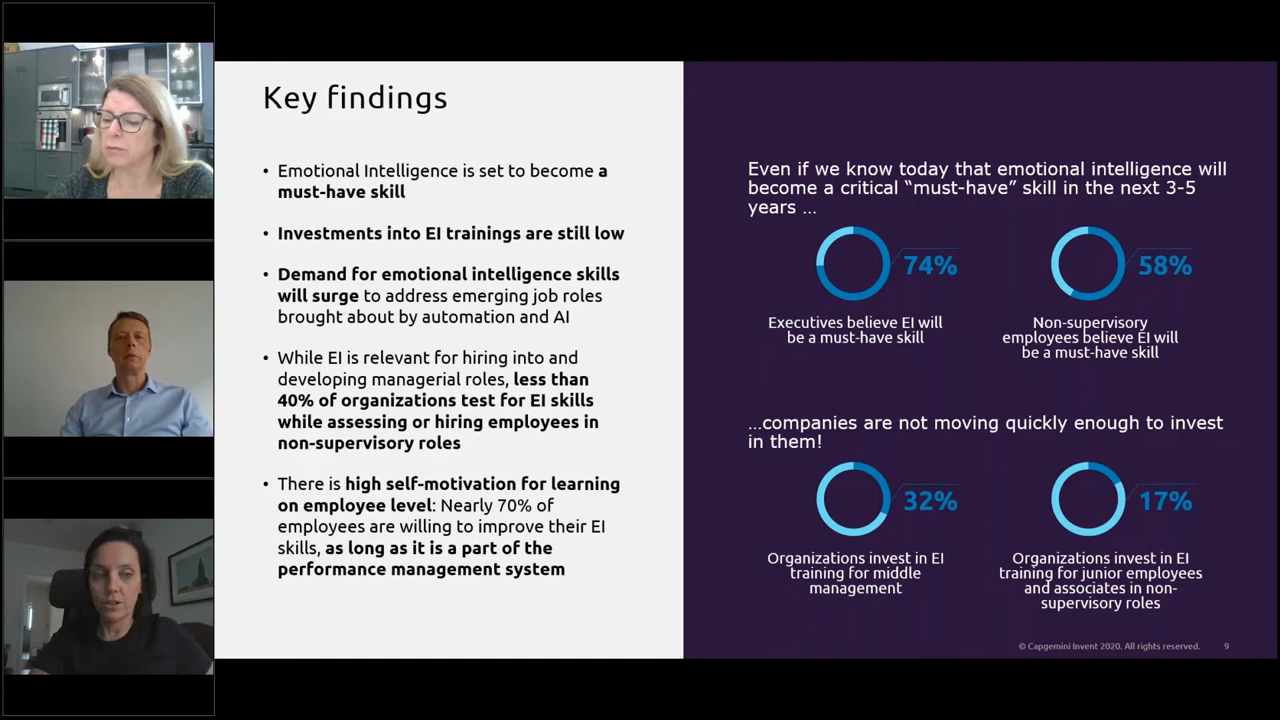 Key findings
• Emotional Intelligence is set to become a
must-have skill
• Investments into EI trainings are still low
• Demand for emotional intelligence skills
will surge to address emerging job roles
brought about by automation and AI
• While EI is relevant for hiring into and
developing managerial roles, less than
40% of organizations test for EI skills
while assessing or hiring employees in
non-supervisory roles
• There is high self-motivation for learning
on employee level: Nearly 70% of
employees are willing to improve their EI
skills, as long as it is a part of the
performance management system
Even if we know today that emotional intelligence will
become a critical “must-have” skill in the next 3-5
years ...
74%
Executives believe EI will
be a must-have skill
58%
Non-supervisory
employees believe EI will
be a must-have skill
...companies are not moving quickly enough to invest
in them!
32%
Organizations invest in EI
training for middle
management
17%
Organizations invest in EI
training for junior employees
and associates in non-
supervisory roles
© Capgemini Invent 2020. All rights reserved. 9